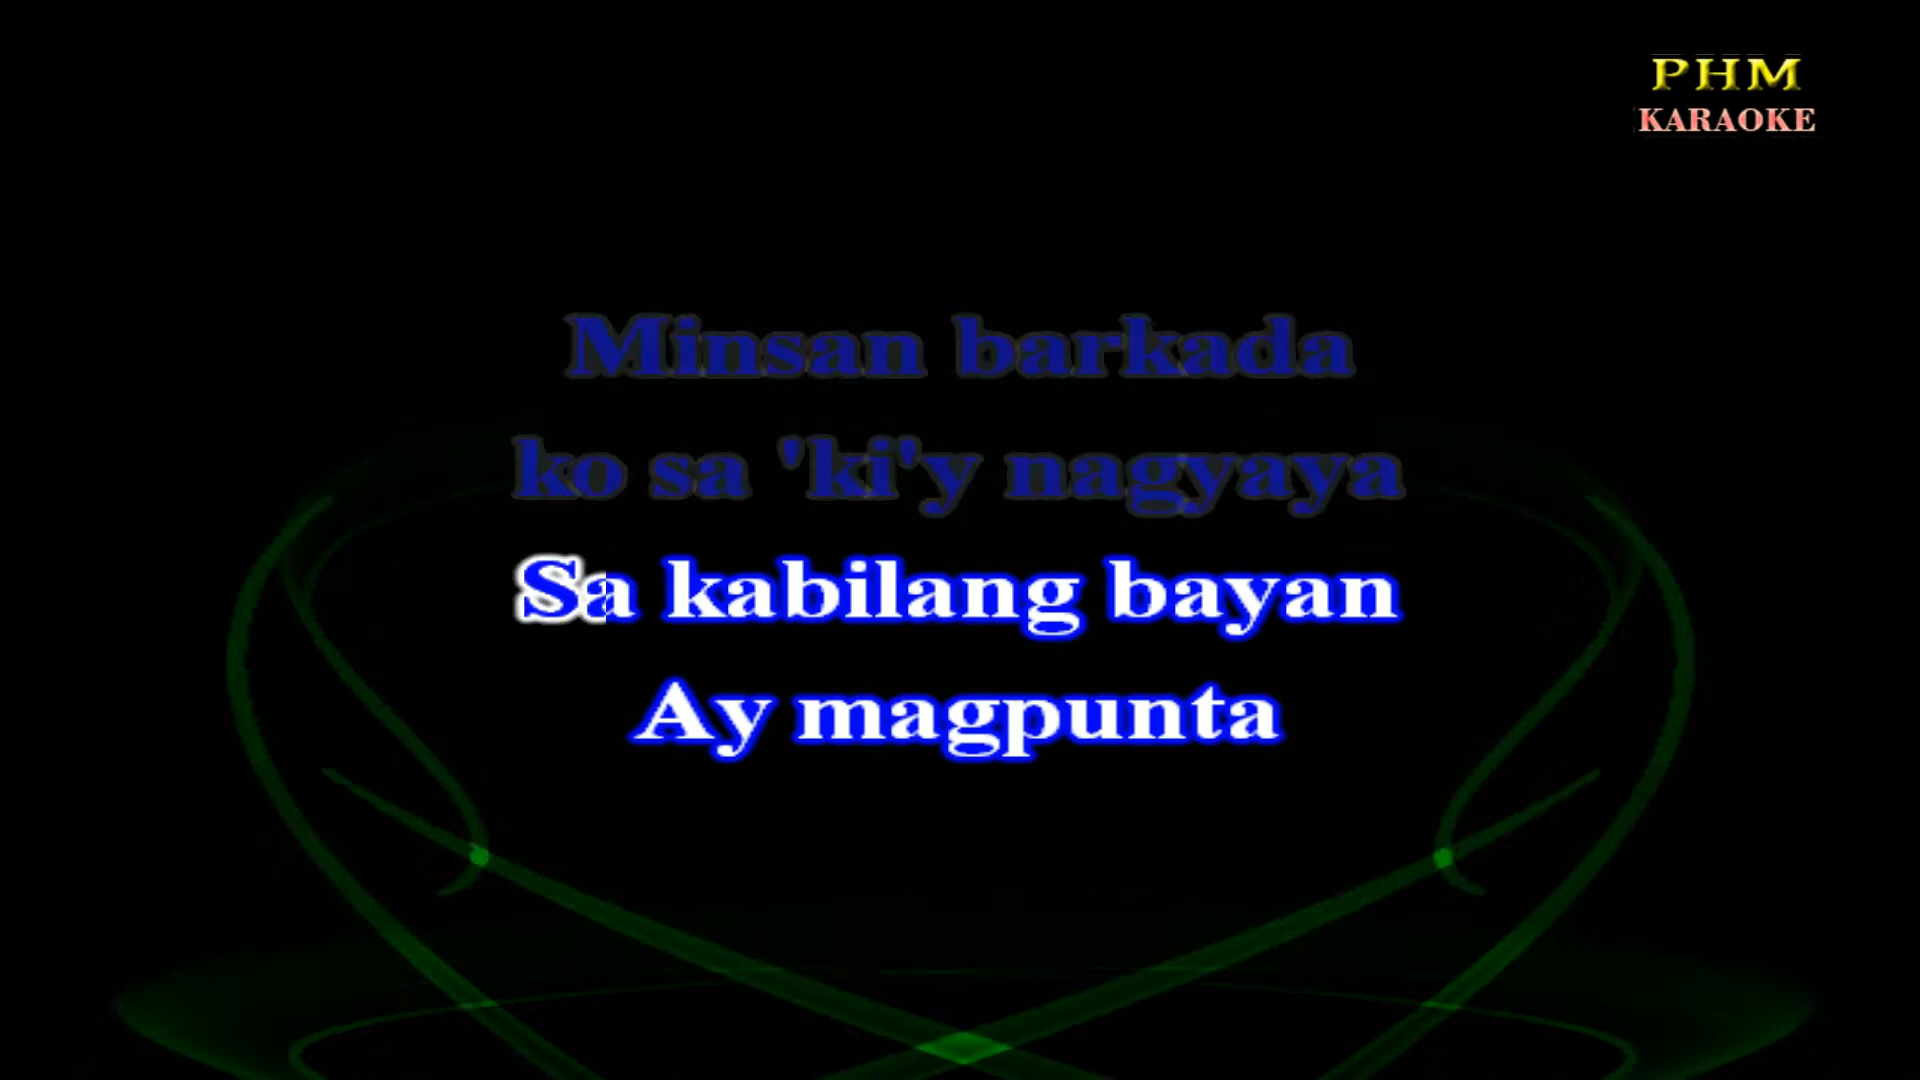 PHM
KARAOKE
Minsan barkada
ko sa 'ki'y nagyaya
Sa kabilang bayan
Ay magpunta